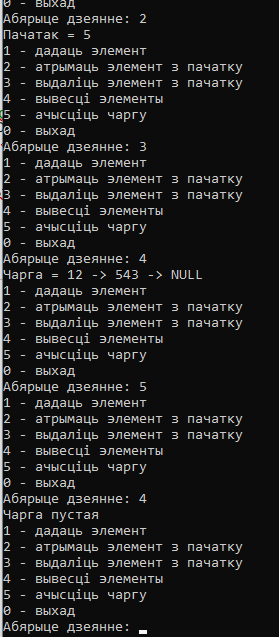 0 - выхад
Абярыце дзеянне: 2
Пачатак = 5
1 - дадаць элемент
2 - атрымаць элемент з пачатку
3 - выдаліць элемент з пачатку
4 - вывесці элементы
5 - ачысціць чаргу
0 - выхад
Абярыце дзеянне: 3
1 - дадаць элемент
2 - атрымаць элемент з пачатку
3 - выдаліць элемент з пачатку
4 - вывесці элементы
5 - ачысціць чаргу
0 - выхад
Абярыце дзеянне: 4
Чарга = 12 -> 543 -> NULL
1 - дадаць элемент
2 - атрымаць элемент з пачатку
3 - выдаліць элемент з пачатку
4 - вывесці элементы
5 - ачысціць чаргу
0 - выхад
Абярыце дзеянне: 5
1 - дадаць элемент
2 - атрымаць элемент з пачатку
3 - выдаліць элемент з пачатку
4 - вывесці элементы
5 - ачысціць чаргу
0 - выхад
Абярыце дзеянне: 4
Чарга пустая
1 - дадаць элемент
2 - атрымаць элемент з пачатку
3 - выдаліць элемент з пачатку
4 - вывесці элементы
5 - ачысціць чаргу
0 - выхад
Абярыце дзеянне: